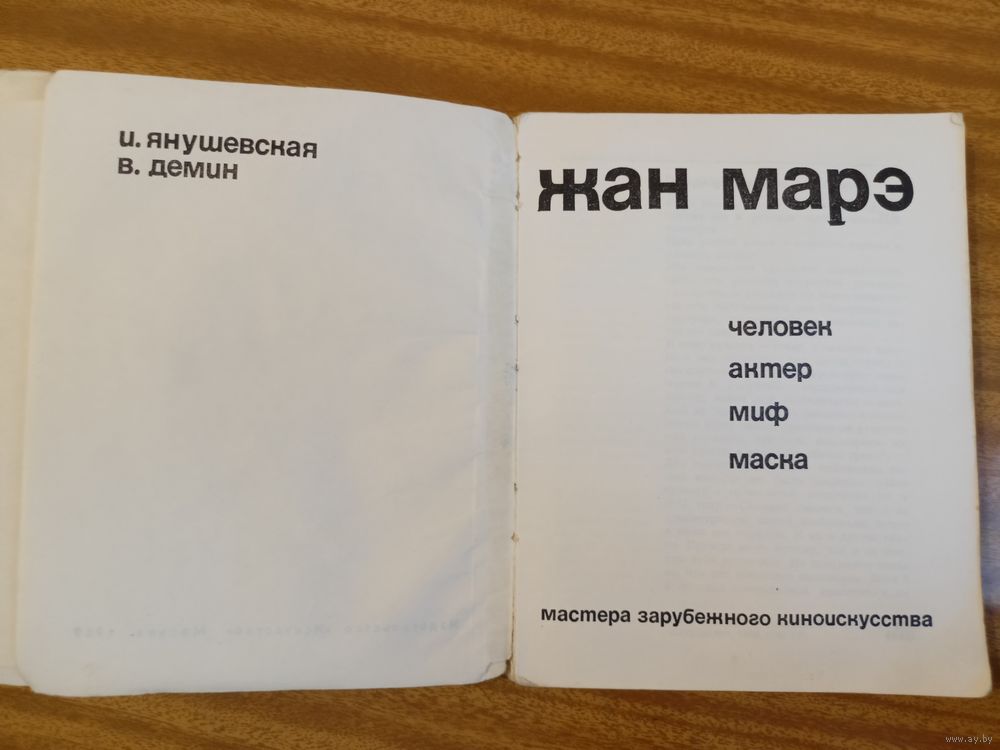 и. янушевская
в. демин
жан марэ
человек
актер
миф
маска
мастера зарубежного киноискусства
www.ay.by